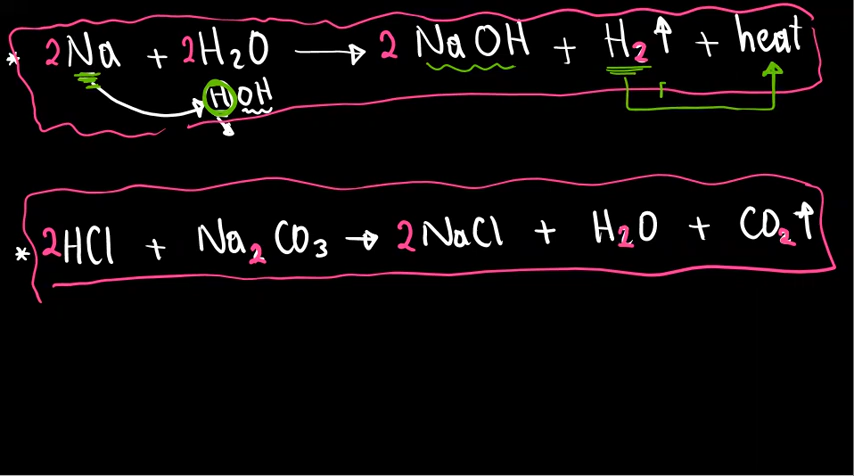 * 2Na + 2H₂O → 2 NaOH + H₂↑ + heat
HOH
* 2HCl + Na₂CO₃ → 2NaCl + H₂O + CO₂↑